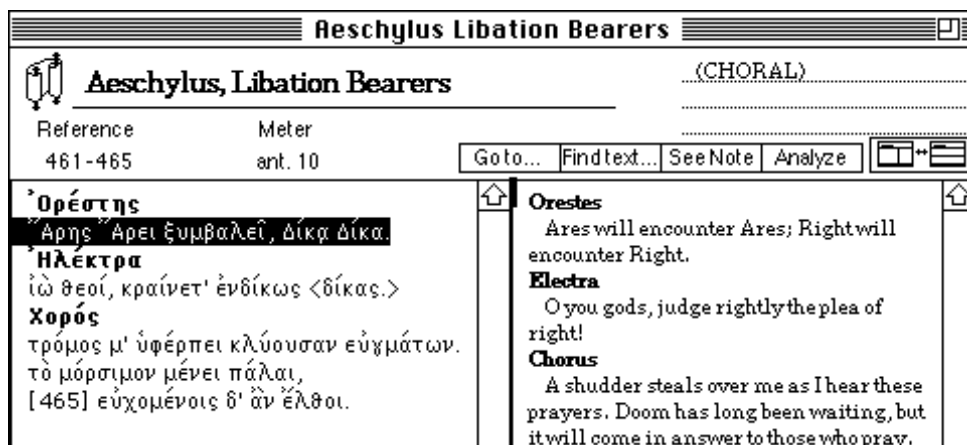 Aeschylus Libation Bearers
Aeschylus, Libation Bearers
(CHORAL)
Reference Meter
461-465 ant. 10
Go to... Find text... See Note Analyze
Ὀρέστης
Ἄρης Ἄρει ξυμβαλεῖ, Δίκᾳ Δίκα.
Ἠλέκτρα
ἰὼ θεοί, κραίνετ' ἐνδίκως <δίκας.>
Χορός
τρόμος μ' ὑφέρπει κλύουσαν εὐγμάτων.
τὸ μόρσιμον μένει πάλαι,
[465] εὐχομένοις δ' ἂν ἔλθοι.
Orestes
Ares will encounter Ares; Right will
encounter Right.
Electra
O you gods, judge rightly the plea of
right!
Chorus
A shudder steals over me as I hear these
prayers. Doom has long been waiting, but
it will come in answer to those who pray.